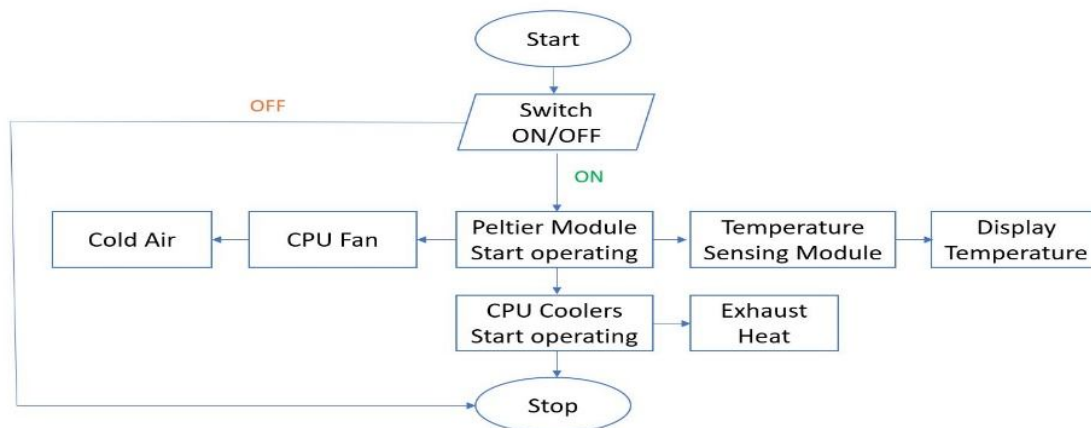 Start
OFF
Switch
ON/OFF
ON
Cold Air
CPU Fan
Peltier Module
Start operating
Temperature
Sensing Module
Display
Temperature
CPU Coolers
Start operating
Exhaust
Heat
Stop